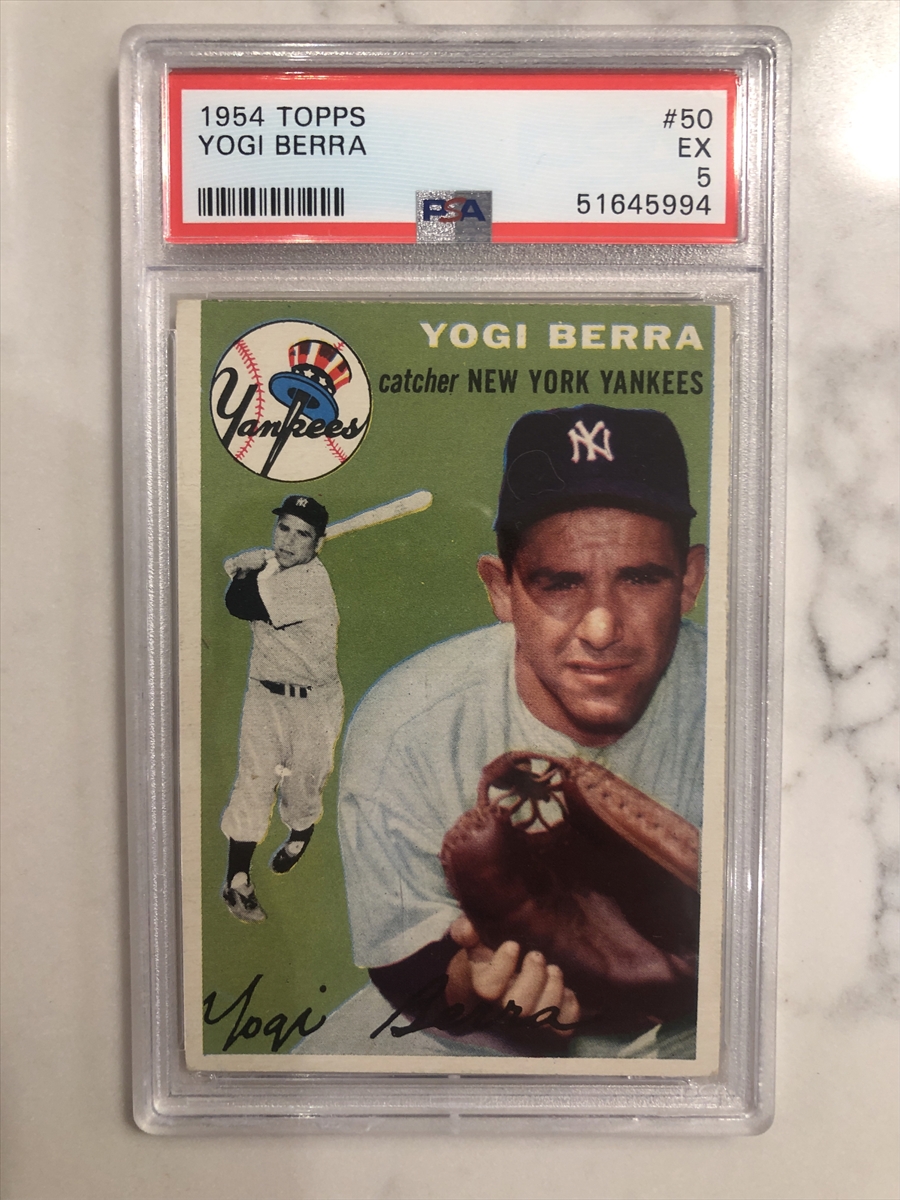 1954 TOPPS #50
YOGI BERRA EX
5
51645994
PSA
YOGI BERRA
catcher NEW YORK YANKEES
Yankees
NY
NY
Yogi Berra